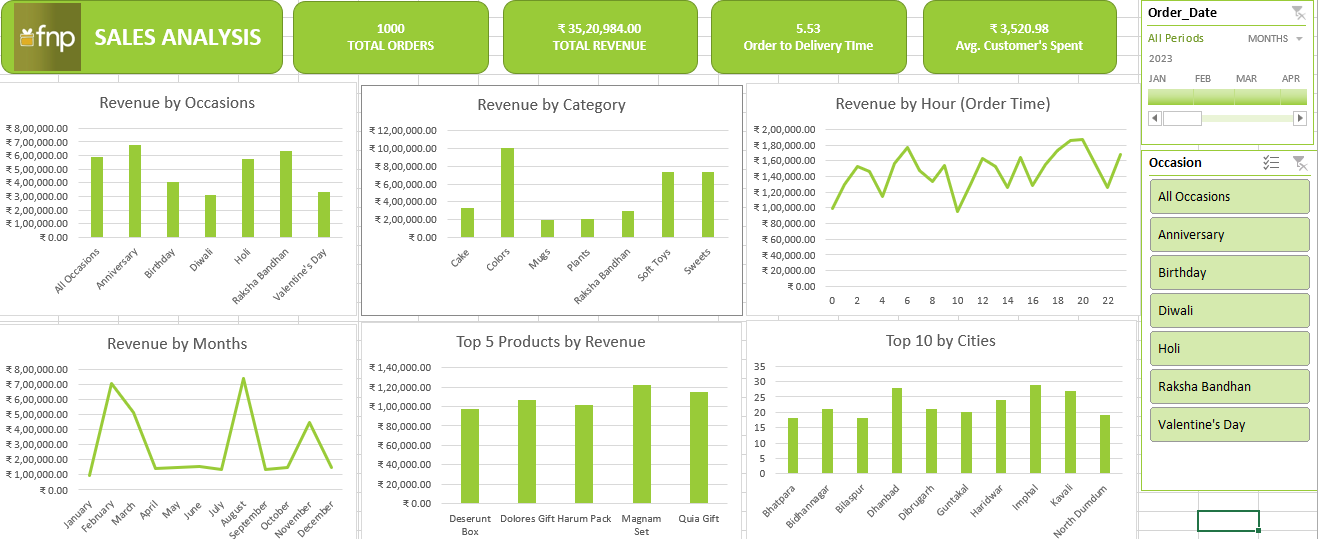 fnp
SALES ANALYSIS
1000
TOTAL ORDERS
₹ 35,20,984.00
TOTAL REVENUE
5.53
Order to Delivery TIme
₹ 3,520.98
Avg. Customer's Spent
Order_Date
All Periods
MONTHS
2023
JAN FEB MAR APR
Revenue by Occasions
₹ 8,00,000.00
₹ 7,00,000.00
₹ 6,00,000.00
₹ 5,00,000.00
₹ 4,00,000.00
₹ 3,00,000.00
₹ 2,00,000.00
₹ 1,00,000.00
₹ 0.00
All Occasions
Anniversary
Birthday
Diwali
Holi
Raksha Bandhan
Valentine's Day
Revenue by Category
₹ 12,00,000.00
₹ 10,00,000.00
₹ 8,00,000.00
₹ 6,00,000.00
₹ 4,00,000.00
₹ 2,00,000.00
₹ 0.00
Cake
Colors
Mugs
Plants
Raksha Bandhan
Soft Toys
Sweets
Revenue by Hour (Order Time)
₹ 2,00,000.00
₹ 1,80,000.00
₹ 1,60,000.00
₹ 1,40,000.00
₹ 1,20,000.00
₹ 1,00,000.00
₹ 80,000.00
₹ 60,000.00
₹ 40,000.00
₹ 20,000.00
₹ 0.00
0 2 4 6 8 10 12 14 16 18 20 22
Occasion
All Occasions
Anniversary
Birthday
Diwali
Holi
Raksha Bandhan
Valentine's Day
Revenue by Months
₹ 8,00,000.00
₹ 7,00,000.00
₹ 6,00,000.00
₹ 5,00,000.00
₹ 4,00,000.00
₹ 3,00,000.00
₹ 2,00,000.00
₹ 1,00,000.00
₹ 0.00
January
February
March
April
May
June
July
August
September
October
November
December
Top 5 Products by Revenue
₹ 1,40,000.00
₹ 1,20,000.00
₹ 1,00,000.00
₹ 80,000.00
₹ 60,000.00
₹ 40,000.00
₹ 20,000.00
₹ 0.00
Deserunt
Box
Dolores Gift
Harum Pack
Magnam
Set
Quia Gift
Top 10 by Cities
35
30
25
20
15
10
5
0
Bhatpara
Bidhannagar
Bilaspur
Dhanbad
Dibrugarh
Guntakal
Haridwar
Imphal
Kavali
North Dumdum